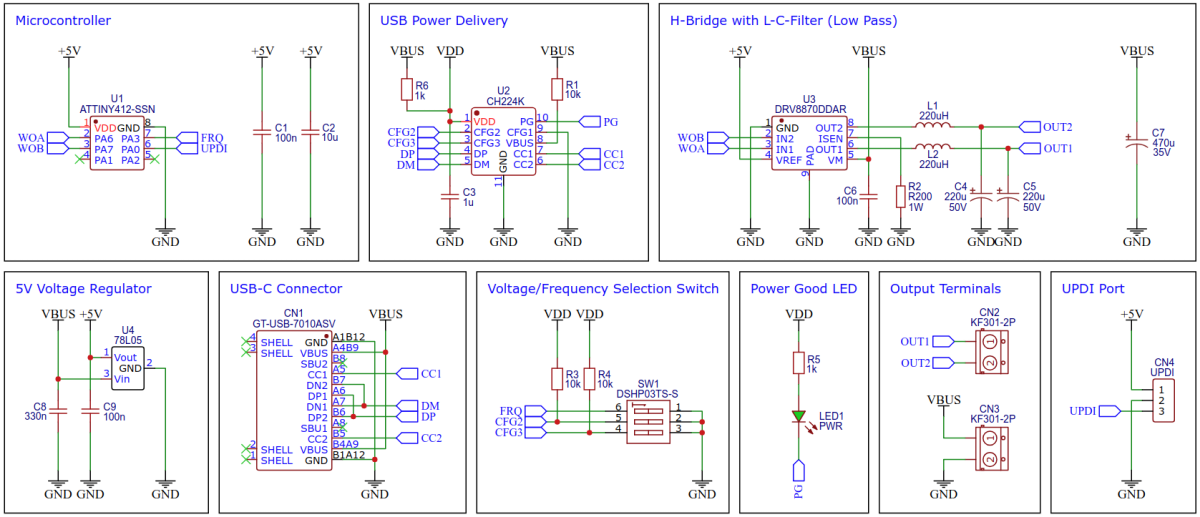 Microcontroller
+5V
+5V
+5V
U1
ATTINY412-SSN
1 VDD GND 8
WOA 2 PA6 PA3 7 FRQ
WOB 3 PA7 PA0 6 UPDI
4 PA1 PA2 5
C1
100n
C2
10u
GND
GND
GND
USB Power Delivery
VBUS
VDD
VBUS
R6
1k
R1
10k
U2
CH224K
1 VDD PG 10 PG
CFG2 2 CFG2 CFG1 9
CFG3 3 CFG3 VBUS 8
DP 4 DP CC1 7 CC1
DM 5 DM CC2 6 CC2
GND
11
C3
1u
GND
GND
GND
H-Bridge with L-C-Filter (Low Pass)
+5V
VBUS
VBUS
U3
DRV8870DDAR
1 GND OUT2 8
WOB 2 IN2 ISEN 7
WOA 3 IN1 OUT1 6
4 VREF VM 5
PAD
9
L1
220uH
L2
220uH
OUT2
OUT1
C6
100n
R2
R200
1W
C4
220u
50V
C5
220u
50V
C7
470u
35V
GND
GND
GND
GND
GND
GND
GND
5V Voltage Regulator
VBUS
+5V
U4
78L05
1 Vout
GND 2
3 Vin
C8
330n
C9
100n
GND
GND
GND
USB-C Connector
CN1
GT-USB-7010ASV
VBUS
4 SHELL GND A1B12
3 SHELL VBUS A4B9
SBU2 B8
CC1 A5 CC1
DN2 B7
DP1 A6
DN1 A7 DM
DP2 B6 DP
SBU1 A8
CC2 B5 CC2
2 SHELL VBUS B4A9
1 SHELL GND B1A12
GND
Voltage/Frequency Selection Switch
VDD
VDD
R3
10k
R4
10k
SW1
DSHP03TS-S
FRQ 6 1
CFG2 5 2
CFG3 4 3
GND
Power Good LED
VDD
R5
1k
LED1
PWR
PG
Output Terminals
CN2
KF301-2P
OUT1 1
OUT2 2
VBUS
CN3
KF301-2P
1
2
GND
UPDI Port
+5V
CN4
UPDI
1
2
UPDI 3
GND